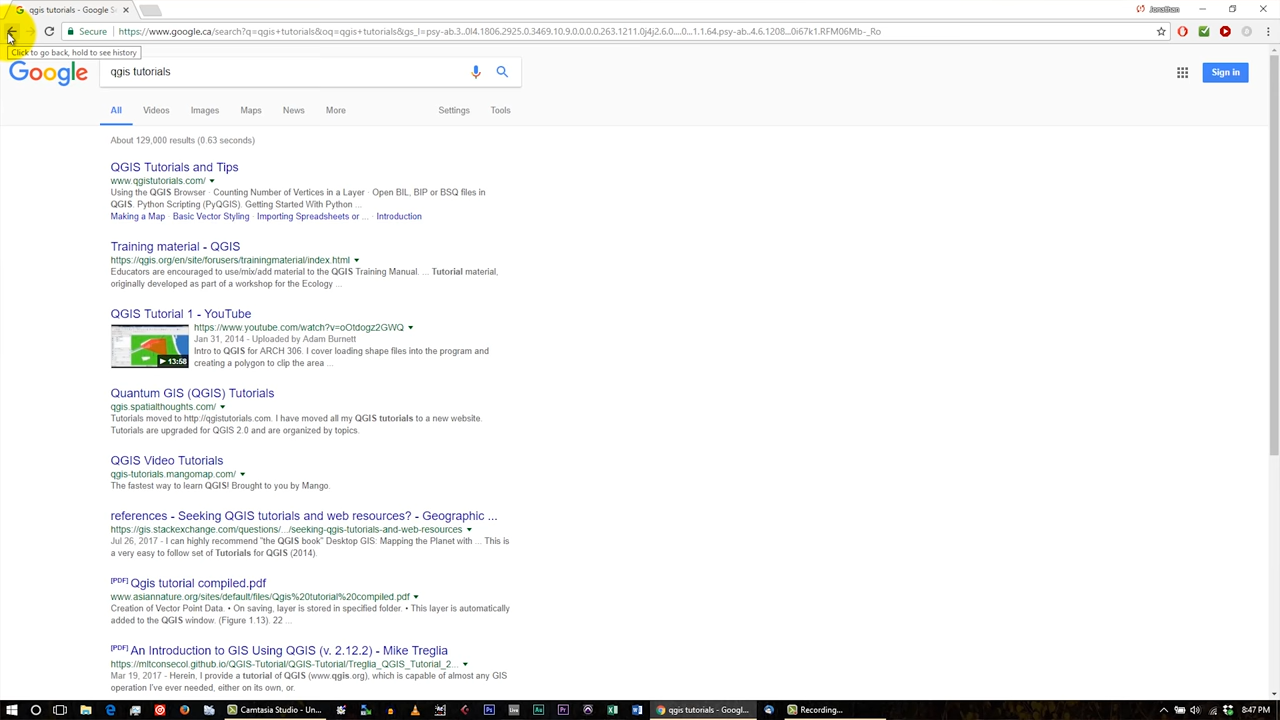 qgis tutorials - Google S
Jonathan
Secure
https://www.google.ca/search?q=qgis+tutorials&oq=qgis+tutorials&gs_l=psy-ab.3..0l4.1806.2925.0.3469.10.9.0.0.0.0.263.1211.0j4j2.6.0....0...1.1.64.psy-ab..4.6.1209...0i67k1.RFM06Mb-_Ro
Click to go back, hold to see history
Google
qgis tutorials
Sign in
All Videos Images Maps News More Settings Tools
About 129,000 results (0.63 seconds)
QGIS Tutorials and Tips
www.qgistutorials.com/
Using the QGIS Browser · Counting Number of Vertices in a Layer · Open BIL, BIP or BSQ files in
QGIS. Python Scripting (PyQGIS). Getting Started With Python ...
Making a Map · Basic Vector Styling · Importing Spreadsheets or ... · Introduction
Training material - QGIS
https://qgis.org/en/site/forusers/trainingmaterial/index.html
Educators are encouraged to use/mix/add material to the QGIS Training Manual. ... Tutorial material,
originally developed as part of a workshop for the Ecology ...
QGIS Tutorial 1 - YouTube
https://www.youtube.com/watch?v=oOtdogz2GWQ
Jan 31, 2014 - Uploaded by Adam Burnett
Intro to QGIS for ARCH 306. I cover loading shape files into the program and
creating a polygon to clip the area ...
13:58
Quantum GIS (QGIS) Tutorials
qgis.spatialthoughts.com/
Tutorials moved to http://qgistutorials.com. I have moved all my QGIS tutorials to a new website.
Tutorials are upgraded for QGIS 2.0 and are organized by topics.
QGIS Video Tutorials
qgis-tutorials.mangomap.com/
The fastest way to learn QGIS! Brought to you by Mango.
references - Seeking QGIS tutorials and web resources? - Geographic ...
https://gis.stackexchange.com/questions/.../seeking-qgis-tutorials-and-web-resources
Jul 26, 2017 - I can highly recommend "the QGIS book" Desktop GIS: Mapping the Planet with ... This is
a very easy to follow set of Tutorials for QGIS (2014).
[PDF] Qgis tutorial compiled.pdf
www.asiannature.org/sites/default/files/Qgis%20tutorial%20compiled.pdf
Creation of Vector Point Data. • On saving, layer is stored in specified folder. • This layer is automatically
added to the QGIS window. (Figure 1.13). 22 ...
[PDF] An Introduction to GIS Using QGIS (v. 2.12.2) - Mike Treglia
https://mltconsecol.github.io/QGIS-Tutorial/QGIS-Tutorial/Treglia_QGIS_Tutorial_2...
Mar 19, 2017 - Herein, I provide a tutorial of QGIS (www.qgis.org), which is capable of almost any GIS
operation I've ever needed, either on its own, or.
Camtasia Studio - Un...
qgis tutorials - Googl...
Recording...
8:47 PM